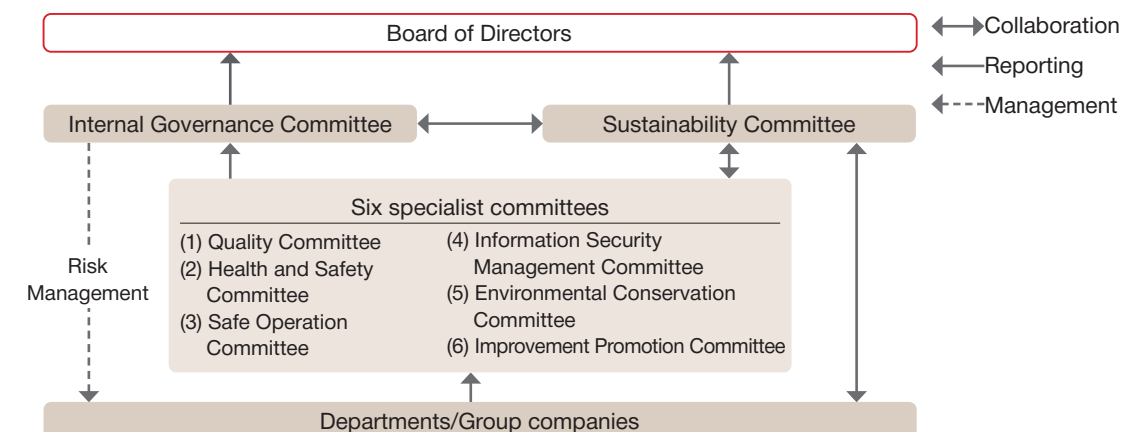 Board of Directors
Collaboration
Reporting
Management
Internal Governance Committee
Sustainability Committee
Six specialist committees
(1) Quality Committee
(2) Health and Safety
Committee
(3) Safe Operation
Committee
(4) Information Security
Management Committee
(5) Environmental Conservation
Committee
(6) Improvement Promotion Committee
Risk
Management
Departments/Group companies